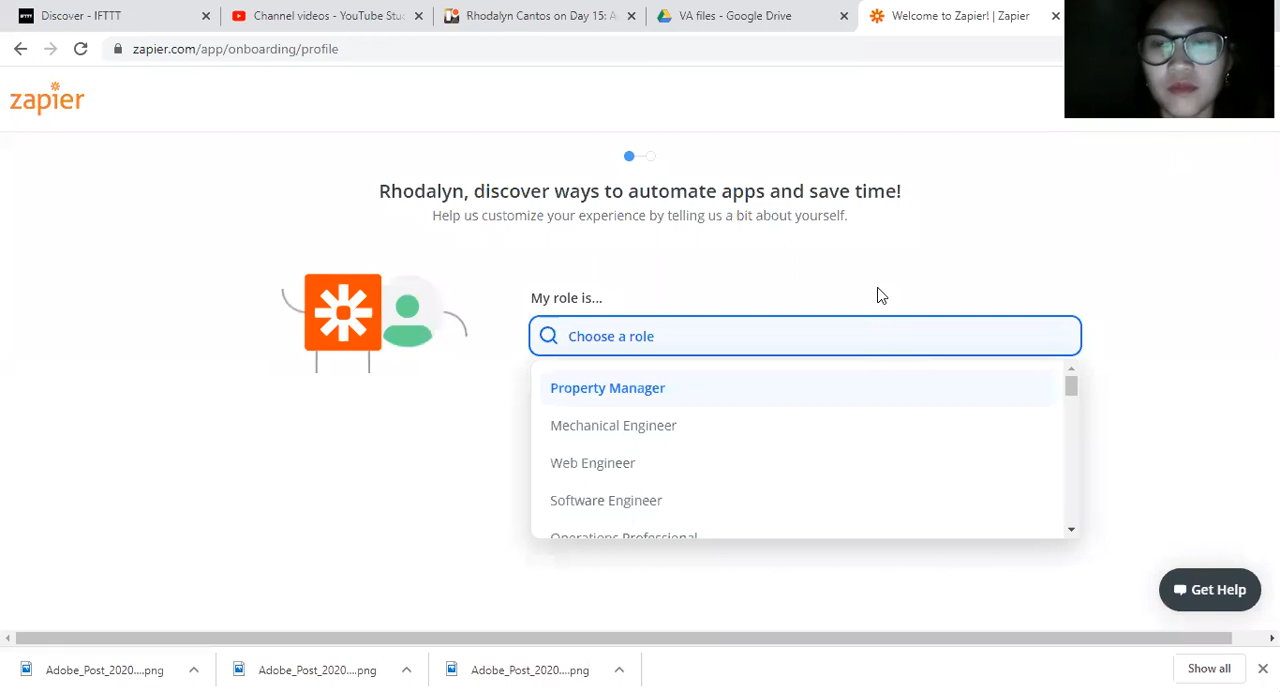 Discover - IFTTT
Channel videos - YouTube Stu
Rhodalyn Cantos on Day 15: A
VA files - Google Drive
Welcome to Zapier! | Zapier
zapier.com/app/onboarding/profile
zapier
Rhodalyn, discover ways to automate apps and save time!
Help us customize your experience by telling us a bit about yourself.
My role is...
Choose a role
Property Manager
Mechanical Engineer
Web Engineer
Software Engineer
Operations Professional
Get Help
Adobe_Post_2020....png
Adobe_Post_2020....png
Adobe_Post_2020....png
Show all